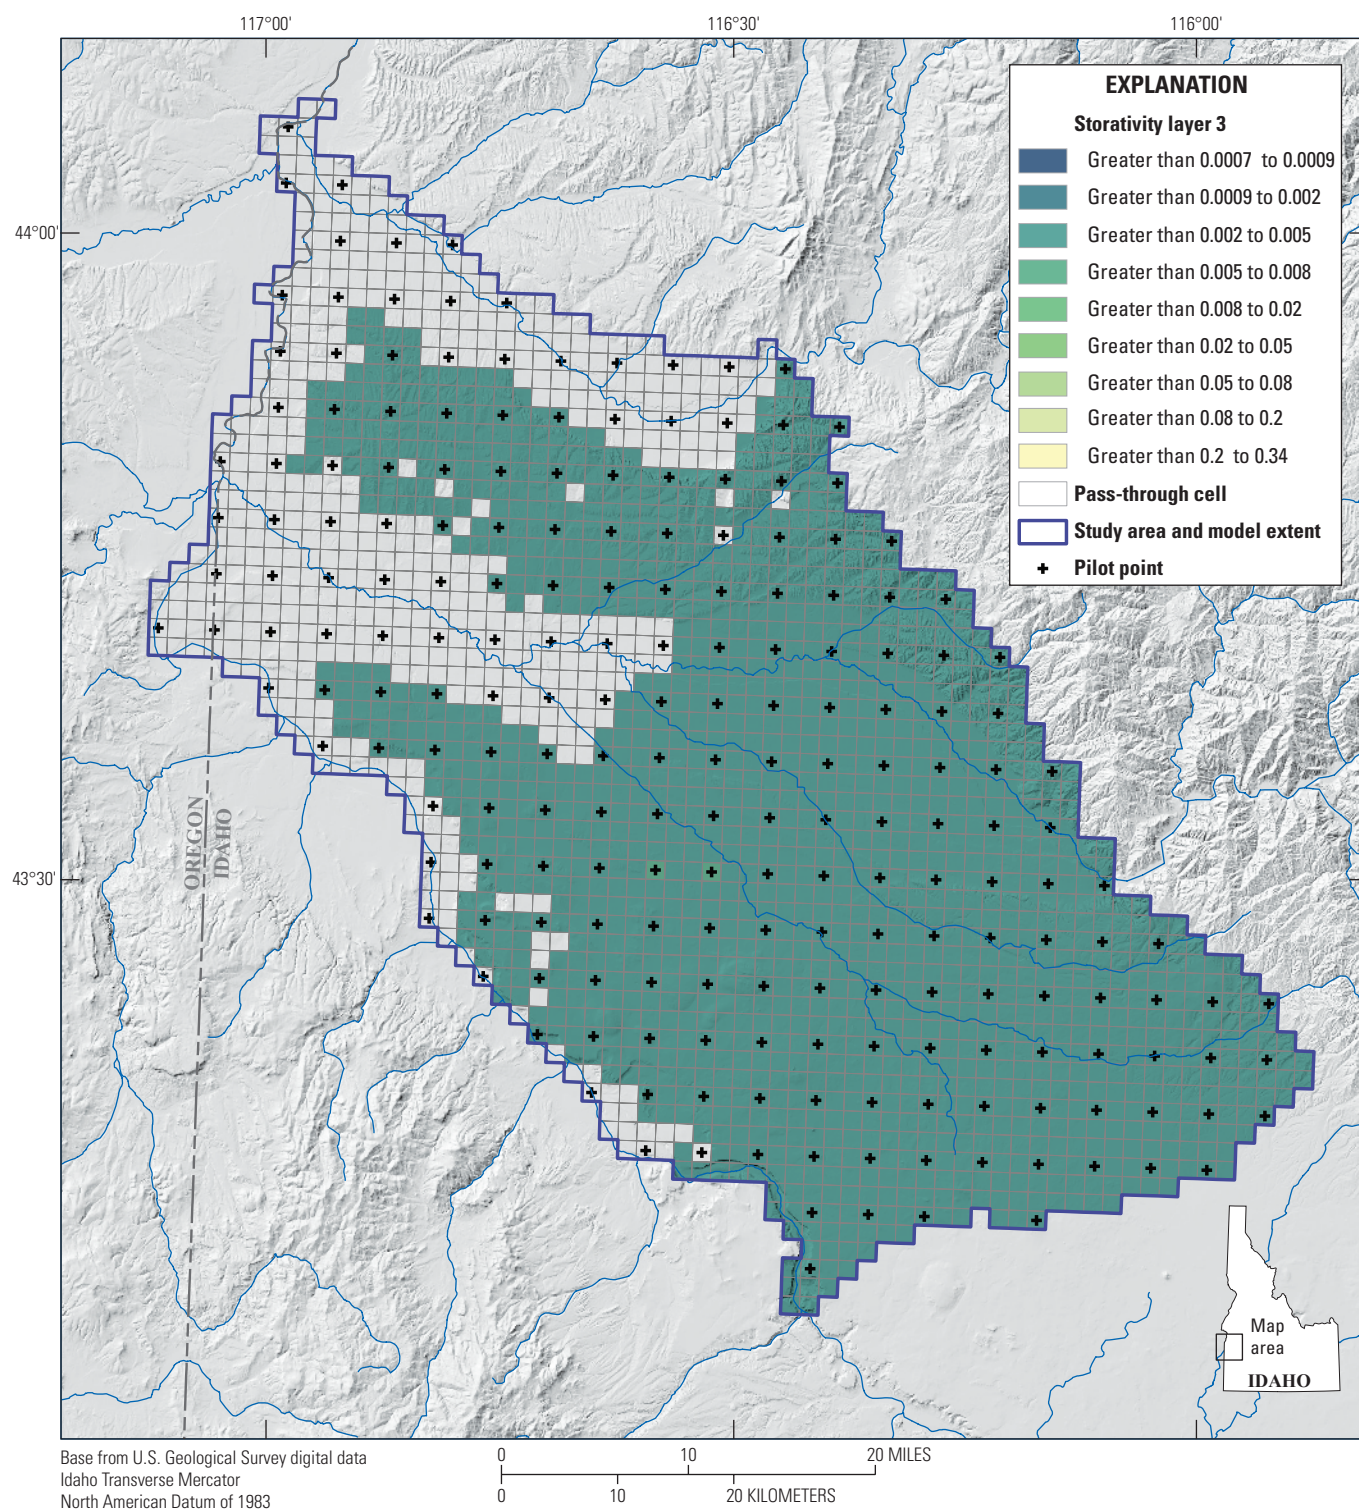 117°00'
116°30'
116°00'
44°00'
43°30'
EXPLANATION
Storativity layer 3
Greater than 0.0007 to 0.0009
Greater than 0.0009 to 0.002
Greater than 0.002 to 0.005
Greater than 0.005 to 0.008
Greater than 0.008 to 0.02
Greater than 0.02 to 0.05
Greater than 0.05 to 0.08
Greater than 0.08 to 0.2
Greater than 0.2 to 0.34
Pass-through cell
Study area and model extent
Pilot point
OREGON
IDAHO
Map
area
IDAHO
Base from U.S. Geological Survey digital data
Idaho Transverse Mercator
North American Datum of 1983
0 10 20 MILES
0 10 20 KILOMETERS